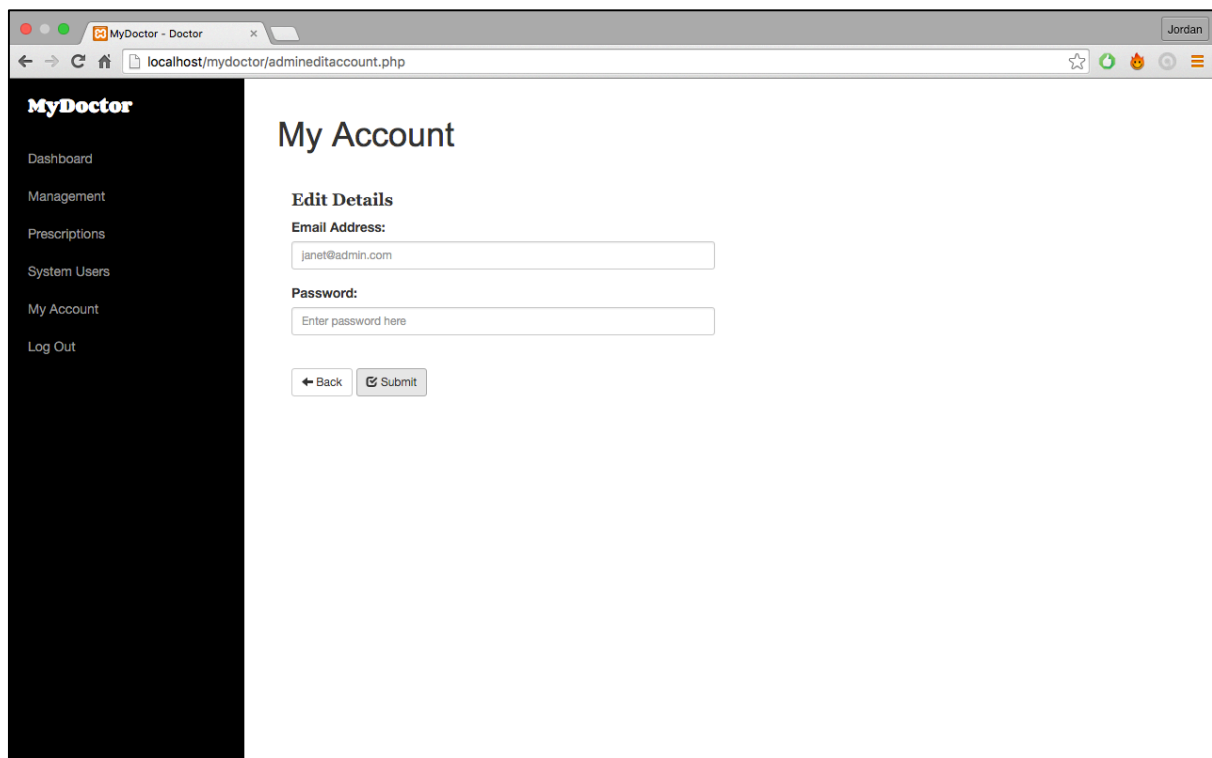 MyDoctor - Doctor
Jordan
localhost/mydoctor/admineditaccount.php
MyDoctor
Dashboard
Management
Prescriptions
System Users
My Account
Log Out
My Account
Edit Details
Email Address:
janet@admin.com
Password:
Enter password here
Back
Submit